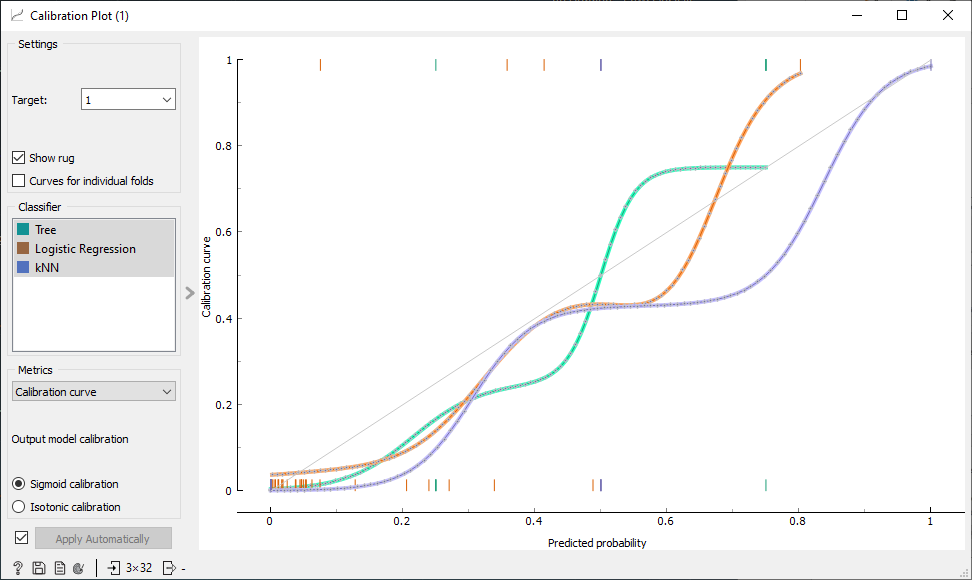 Calibration Plot (1)
Settings
Target:
1
Show rug
Curves for individual folds
Classifier
Tree
Logistic Regression
kNN
Metrics
Calibration curve
Output model calibration
Sigmoid calibration
Isotonic calibration
Apply Automatically
? 3×32 -
Calibration curve
1
0.8
0.6
0.4
0.2
0
0 0.2 0.4 0.6 0.8 1
Predicted probability